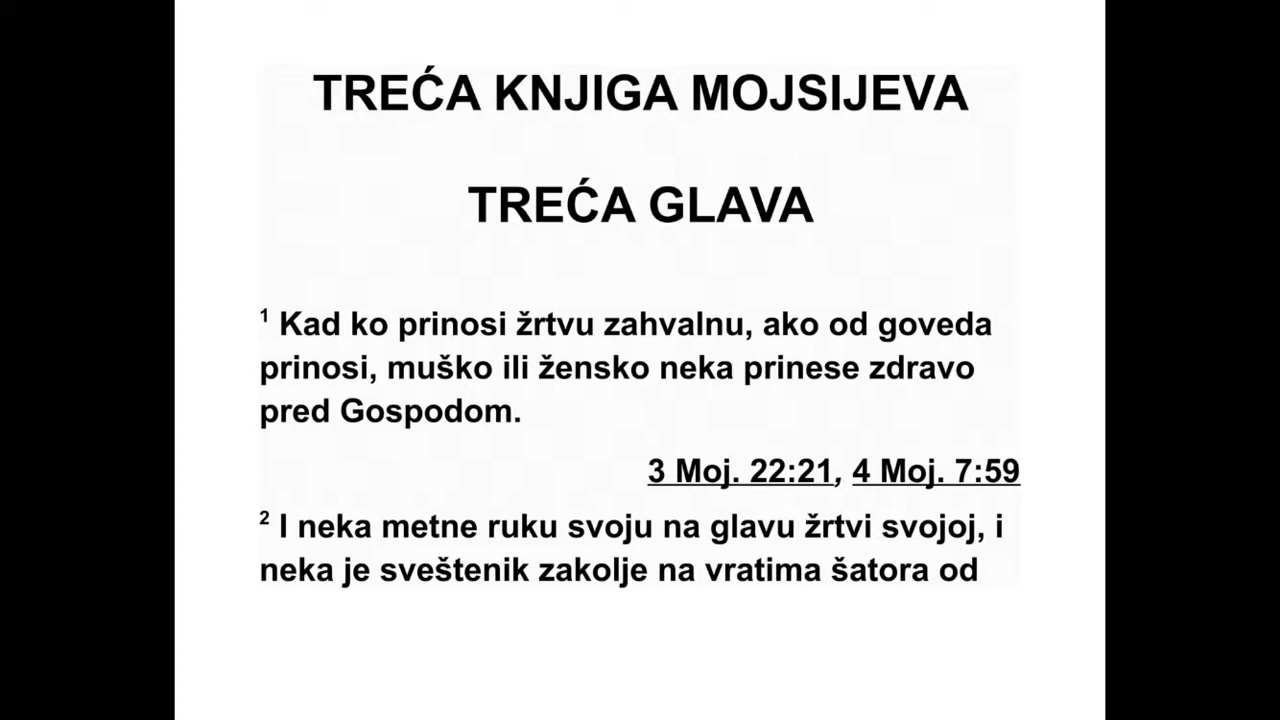 TREĆA KNJIGA MOJSIJEVA
TREĆA GLAVA
1 Kad ko prinosi žrtvu zahvalnu, ako od goveda
prinosi, muško ili žensko neka prinese zdravo
pred Gospodom.
3 Moj. 22:21, 4 Moj. 7:59
2 I neka metne ruku svoju na glavu žrtvi svojoj, i
neka je sveštenik zakolje na vratima šatora od